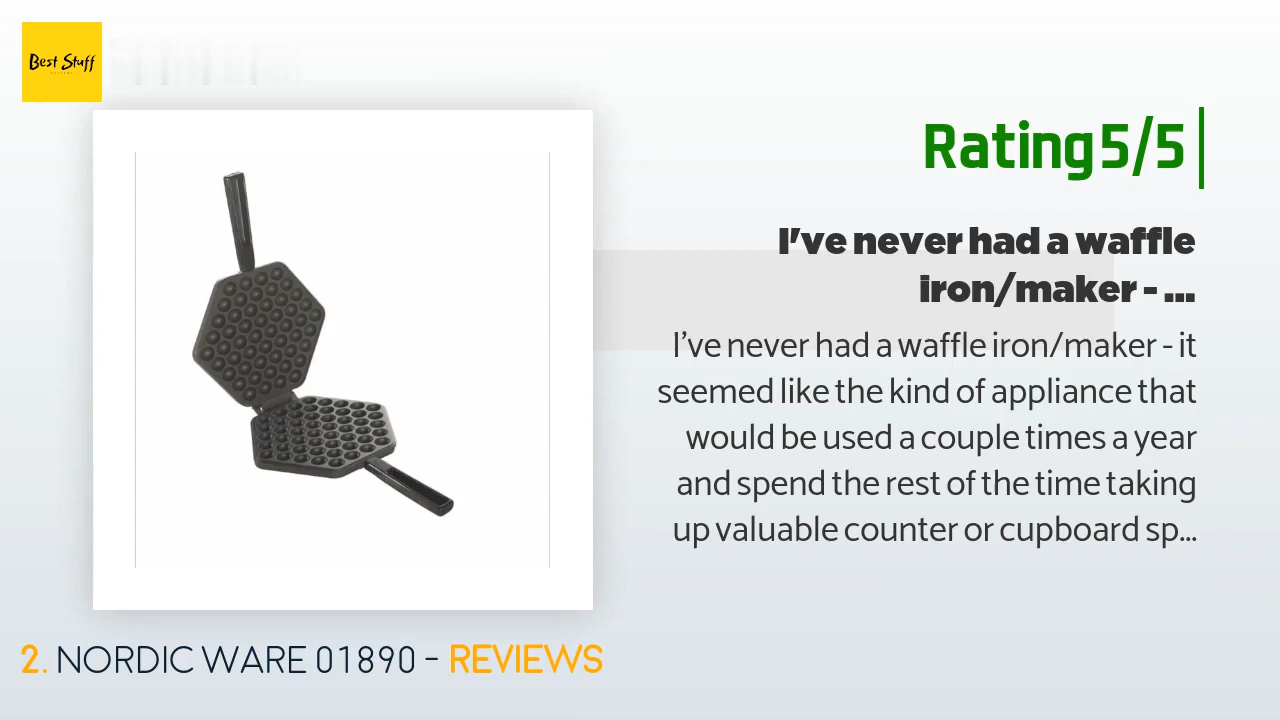 Best Stuff
Rating 5/5
I've never had a waffle
iron/maker - ...
I've never had a waffle iron/maker - it
seemed like the kind of appliance that
would be used a couple times a year
and spend the rest of the time taking
up valuable counter or cupboard sp...
2. NORDIC WARE 01890 - REVIEWS